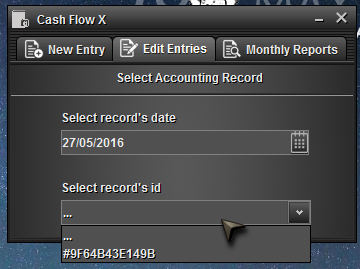 Cash Flow X
New Entry
Edit Entries
Monthly Reports
Select Accounting Record
Select record's date
27/05/2016
Select record's id
...
...
#9F64B43E149B